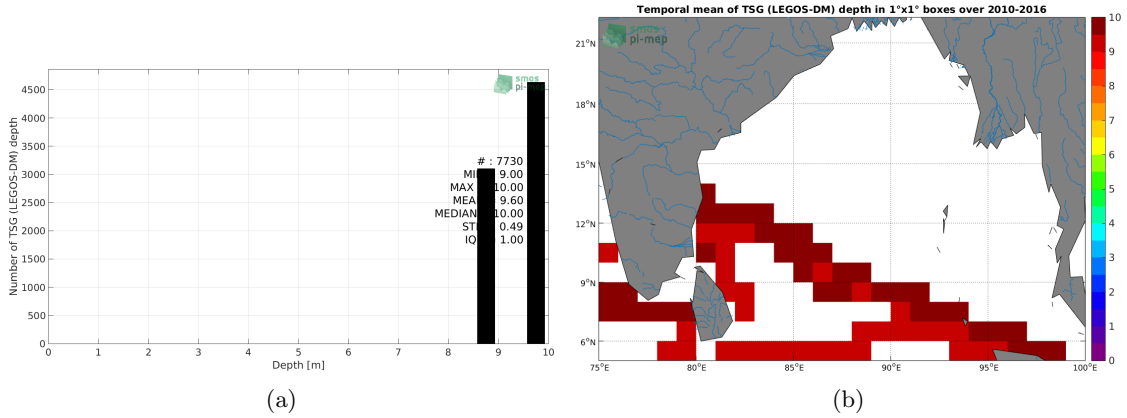 Number of TSG (LEGOS-DM) depth
4500
4000
3500
3000
2500
2000
1500
1000
500
0
# : 7730
9.00
MAX 10.00
MEA 9.60
MEDIAN 10.00
9.49
1.00
0 1 2 3 4 5 6 7 8 9 10
Depth [m]
smos
pi-mep
(a)
Temporal mean of TSG (LEGOS-DM) depth in 1°x1° boxes over 2010-2016
smos
pi-mep
21°N
18°N
15°N
12°N
9°N
6°N
75°E 80°E 85°E 90°E 95°E 100°E
10
9
8
7
6
5
4
3
2
1
0
(b)